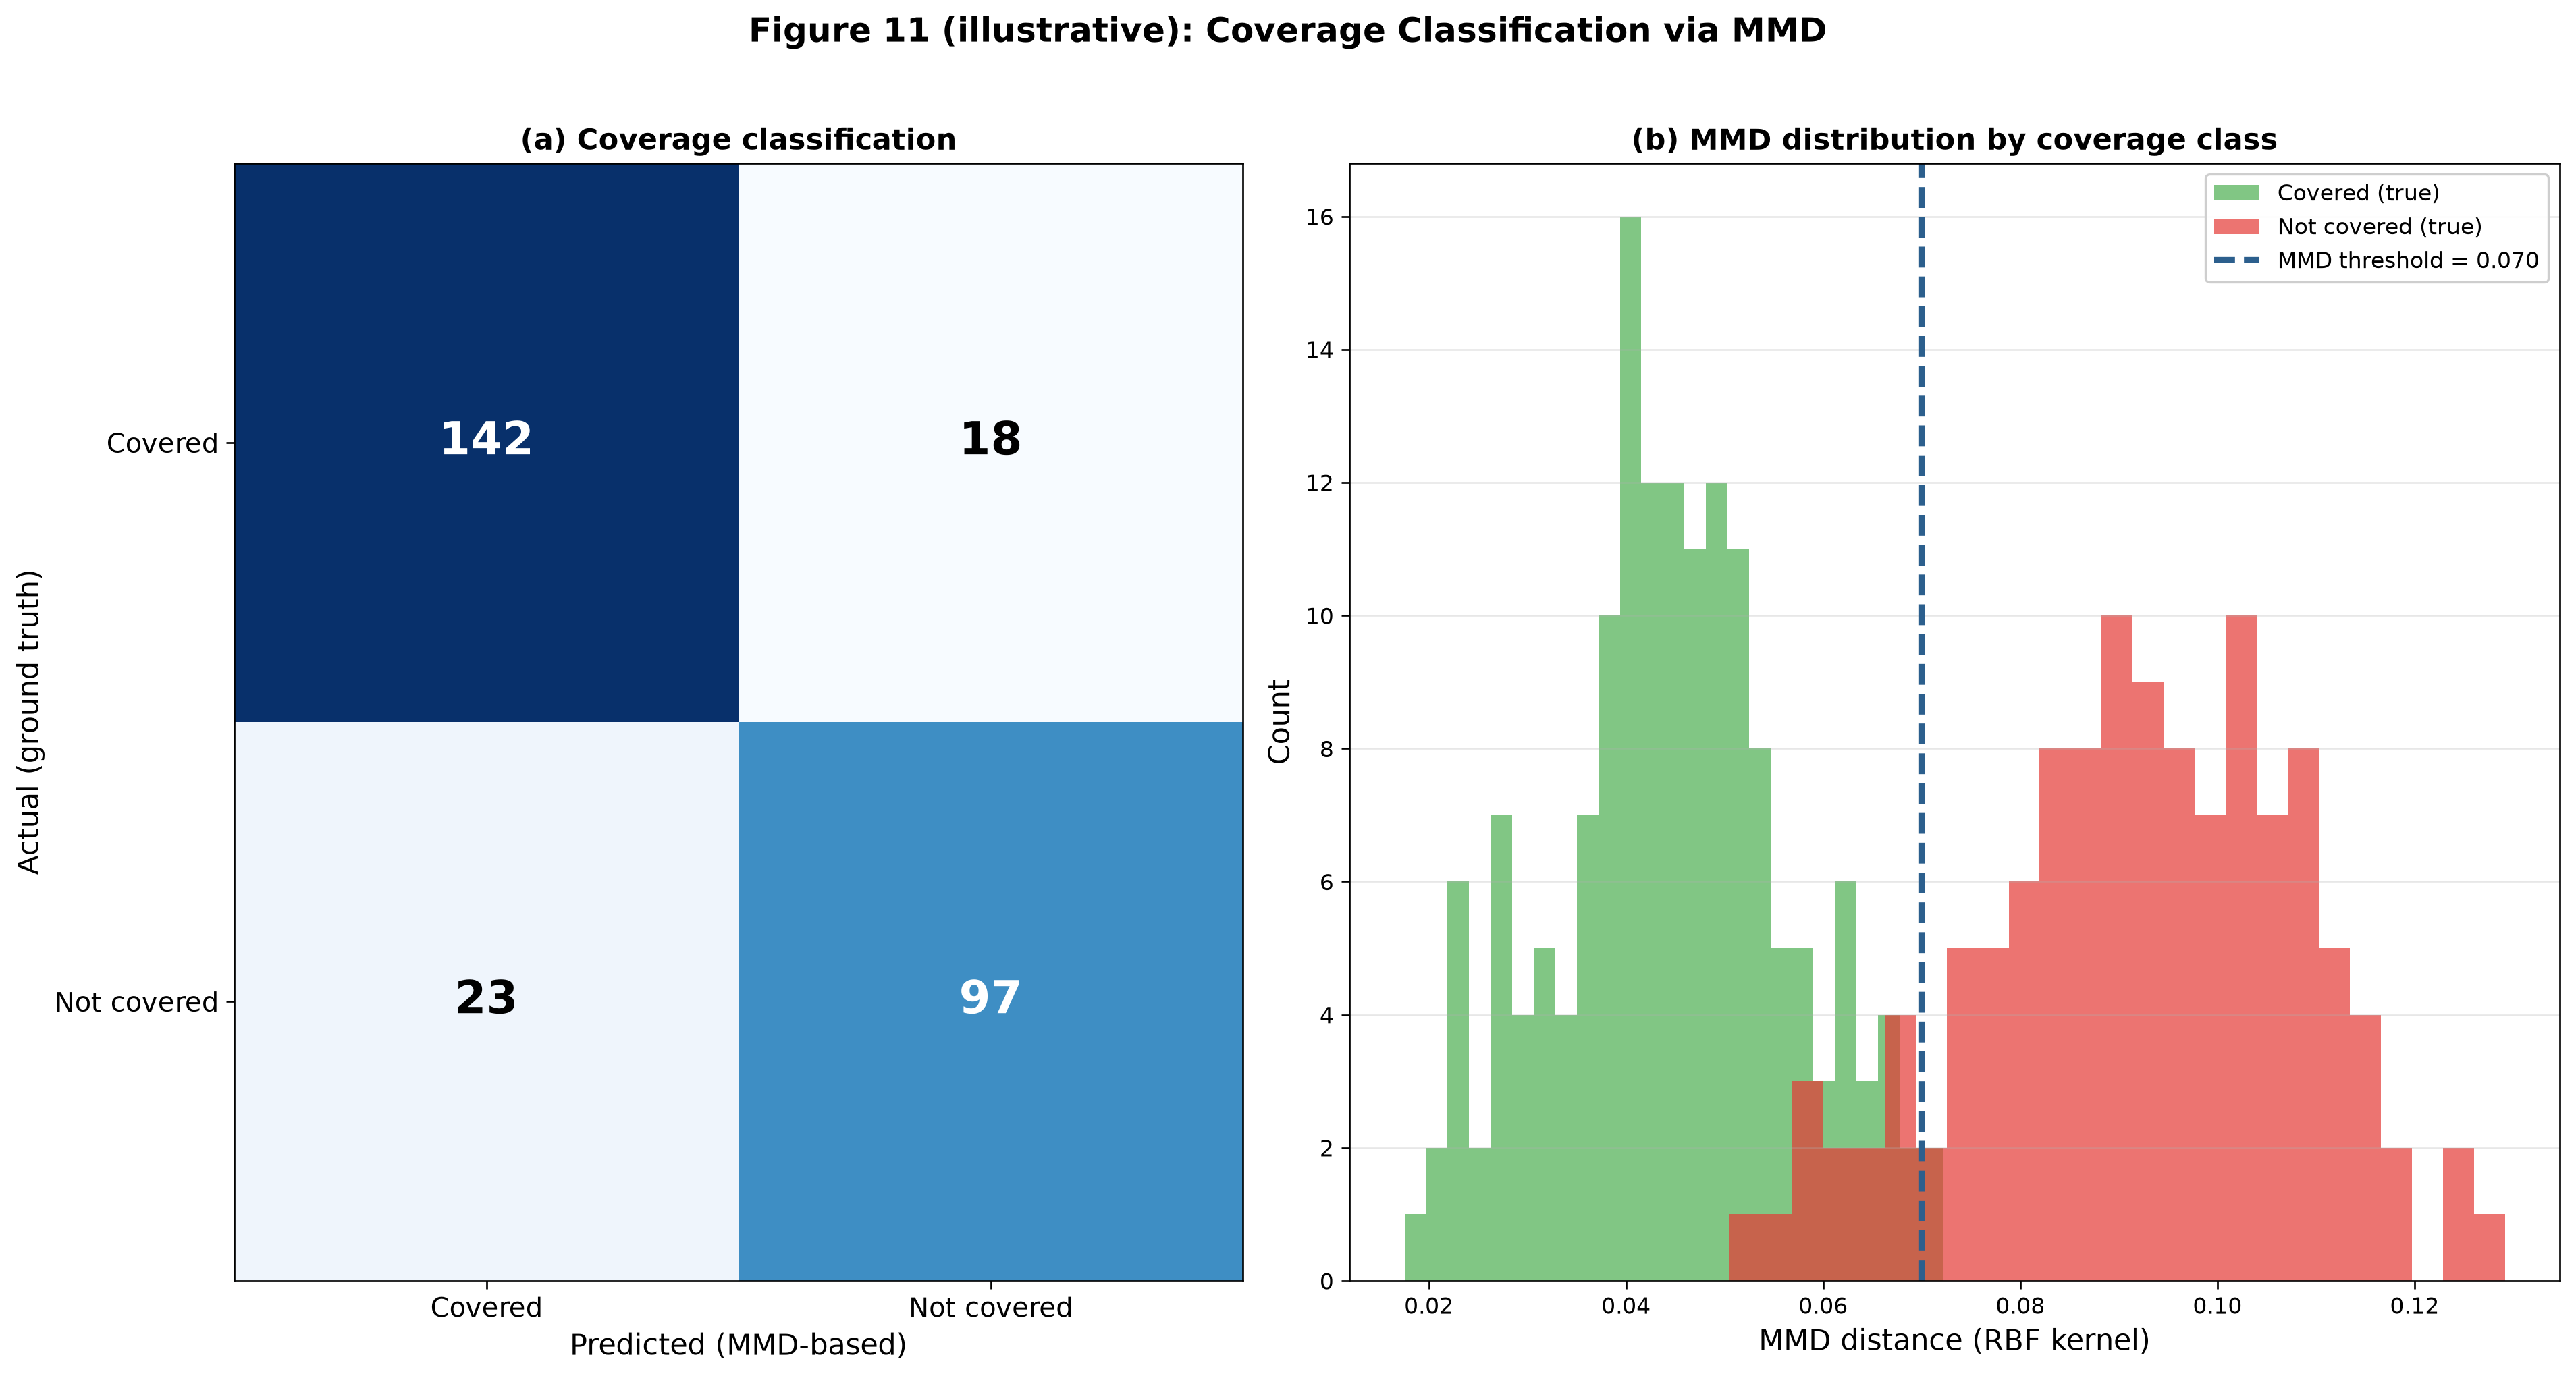 Figure 11 (illustrative): Coverage Classification via MMD
(a) Coverage classification
Actual (ground truth)
Covered
Not covered
142
18
23
97
Covered
Not covered
Predicted (MMD-based)
(b) MMD distribution by coverage class
Count
16
14
12
10
8
6
4
2
0
Covered (true)
Not covered (true)
MMD threshold = 0.070
0.02
0.04
0.06
0.08
0.10
0.12
MMD distance (RBF kernel)